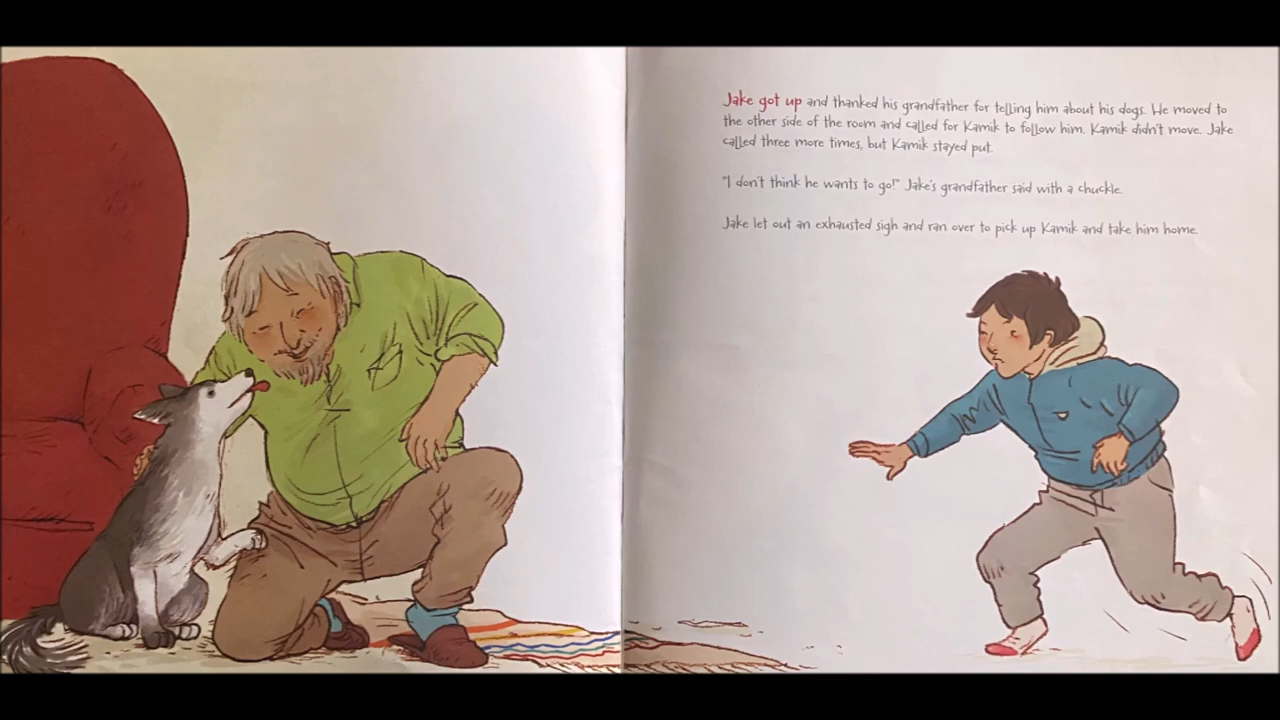 Jake got up and thanked his grandfather for telling him about his dogs. He moved to
the other side of the room and called for Kamik to follow him. Kamik didn't move. Jake
called three more times, but Kamik stayed put.
"I don't think he wants to go!" Jake's grandfather said with a chuckle.
Jake let out an exhausted sigh and ran over to pick up Kamik and take him home.